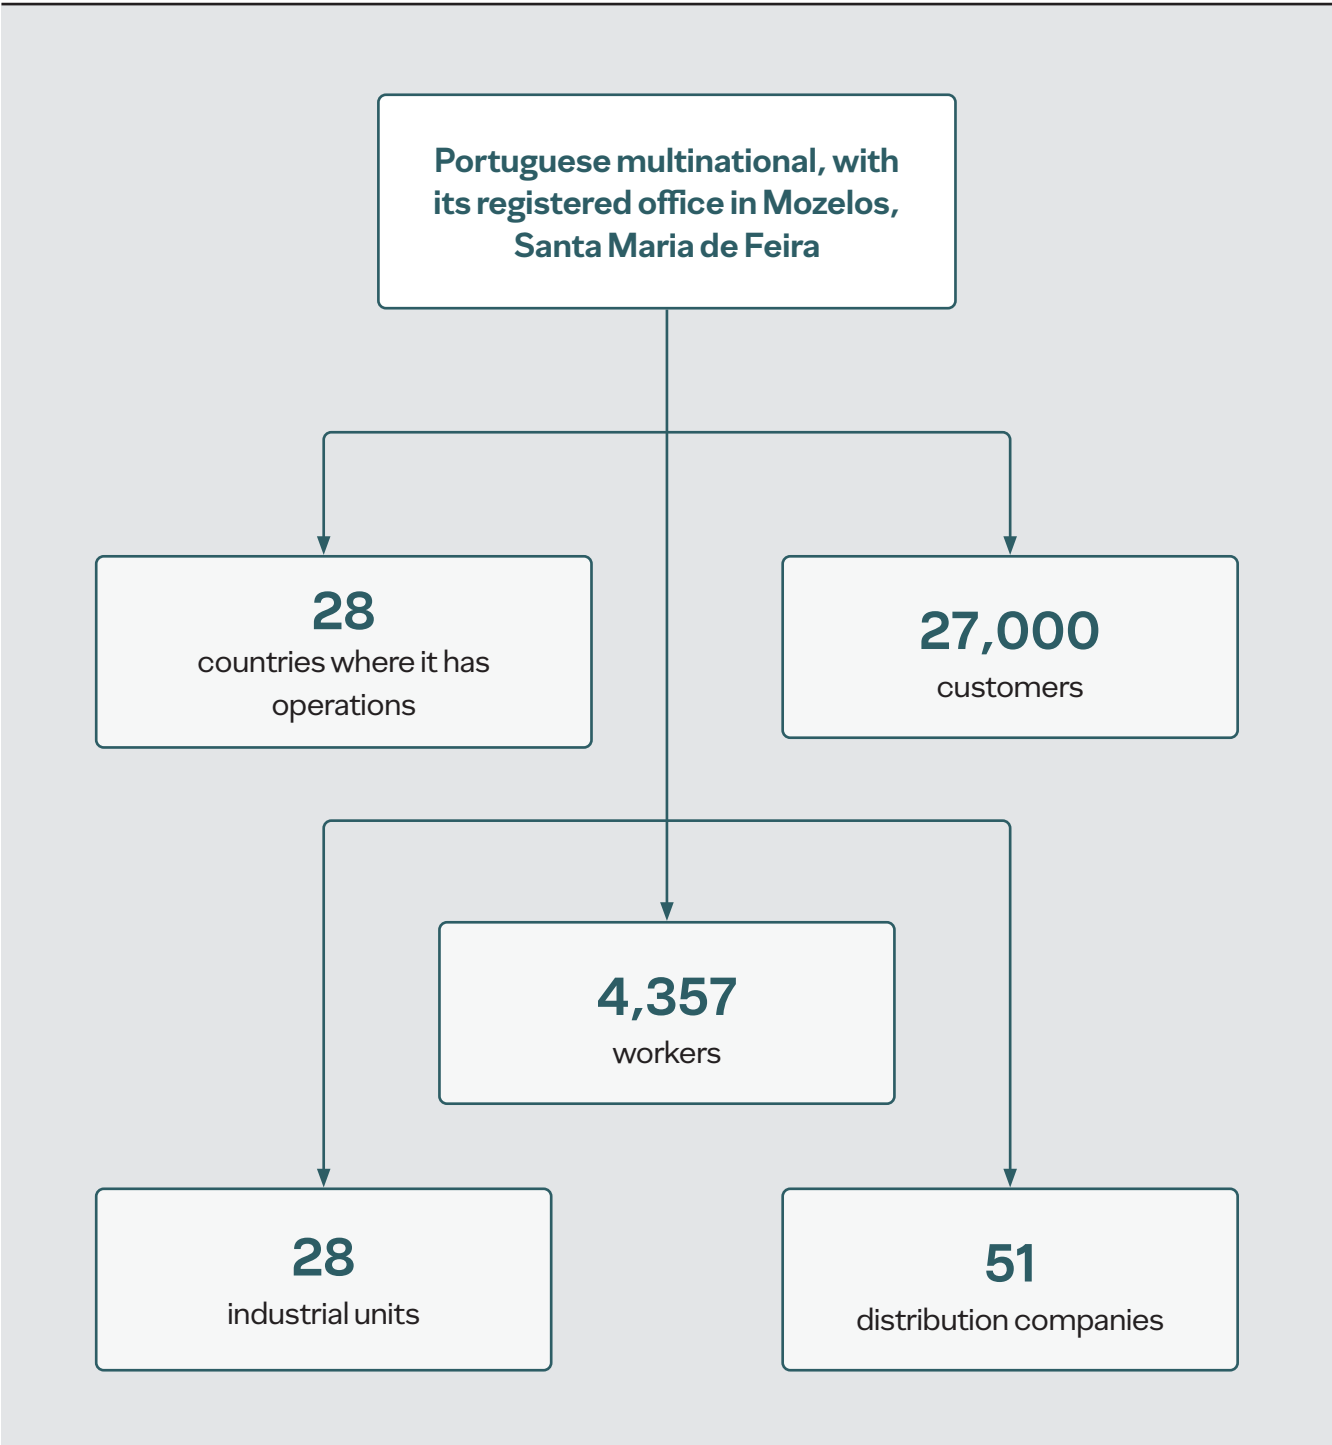 Portuguese multinational, with
its registered office in Mozelos,
Santa Maria de Feira
28
countries where it has
operations
27,000
customers
4,357
workers
28
industrial units
51
distribution companies